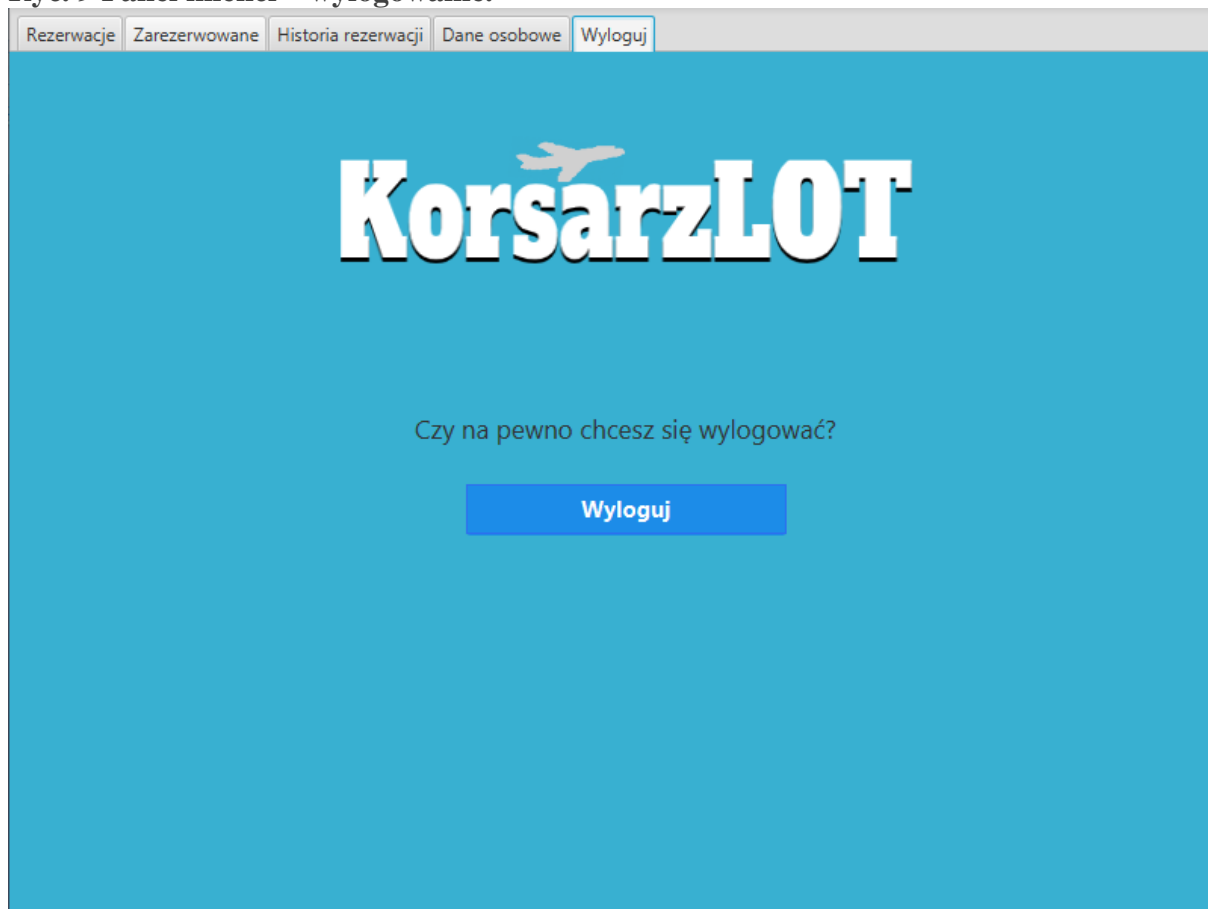 Rezerwacje Zarezerwowane Historia rezerwacji Dane osobowe Wyloguj
KorsarzLOT
Czy na pewno chcesz się wylogować?
Wyloguj